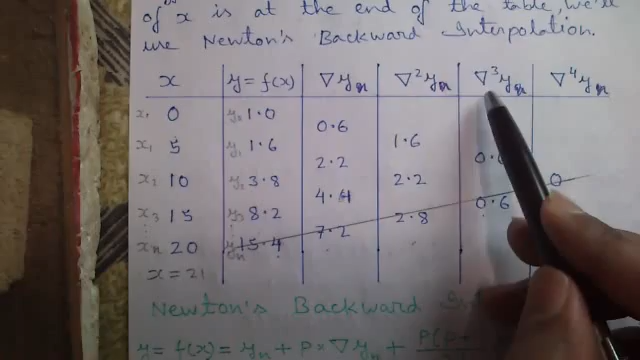 of x is at the end of the table, we'll
use Newton's Backward Interpolation.
x y = f(x) ∇yₙ ∇²yₙ ∇³yₙ ∇⁴yₙ
x₀ 0 y₀ 1.0
0.6
x₁ 5 y₁ 1.6 1.6
2.2 0.6
x₂ 10 y₂ 3.8 2.2 0
4.4 0.6
x₃ 15 y₃ 8.2 2.8
7.2
xₙ 20 yₙ 15.4
x = 21
Newton's Backward
y = f(x) = yₙ + P × ∇yₙ +